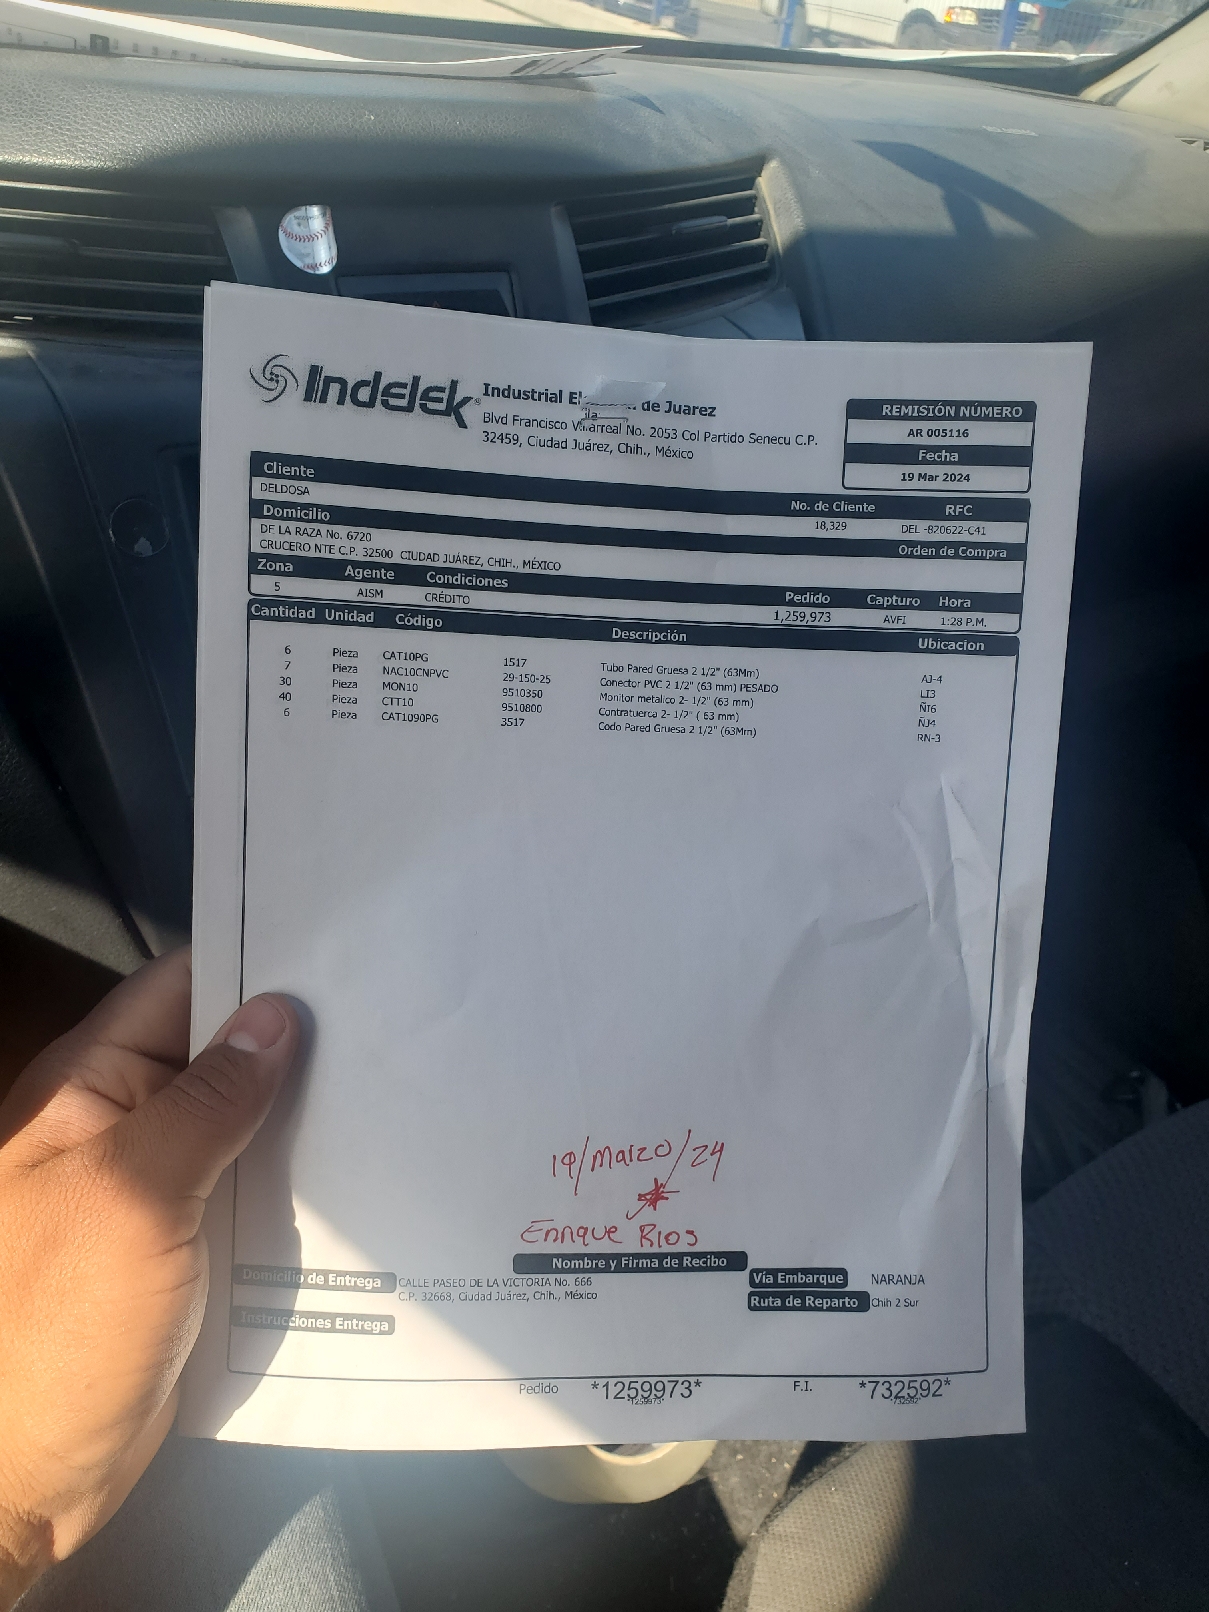 Indelek®
Industrial El de Juarez
Blvd Francisco Villarreal No. 2053 Col Partido Senecu C.P.
32459, Ciudad Juárez, Chih., México
REMISIÓN NÚMERO
AR 005116
Fecha
19 Mar 2024
Cliente No. de Cliente RFC
DELDOSA 18,329 DEL -820622-C41
Domicilio Orden de Compra
DE LA RAZA No. 6720
CRUCERO NTE C.P. 32500 CIUDAD JUÁREZ, CHIH., MÉXICO
Zona Agente Condiciones Pedido Capturo Hora
5 AISM CRÉDITO 1,259,973 AVFI 1:28 P.M.
Cantidad Unidad Código Descripción Ubicacion
6 Pieza CAT10PG 1517 Tubo Pared Gruesa 2 1/2" (63Mm) AJ-4
7 Pieza NAC10CNPVC 29-150-25 Conector PVC 2 1/2" (63 mm) PESADO LI3
30 Pieza MON10 9510350 Monitor metalico 2- 1/2" (63 mm) ÑI6
40 Pieza CTT10 9510800 Contratuerca 2- 1/2" ( 63 mm) ÑJ4
6 Pieza CAT1090PG 3517 Codo Pared Gruesa 2 1/2" (63Mm) RN-3
19/Marzo/24
Enrique Rios
Nombre y Firma de Recibo
Domicilio de Entrega CALLE PASEO DE LA VICTORIA No. 666
C.P. 32668, Ciudad Juárez, Chih., México
Vía Embarque NARANJA
Ruta de Reparto Chih 2 Sur
Instrucciones Entrega
Pedido *1259973* F.I. *732592*
*1259973* *732592*